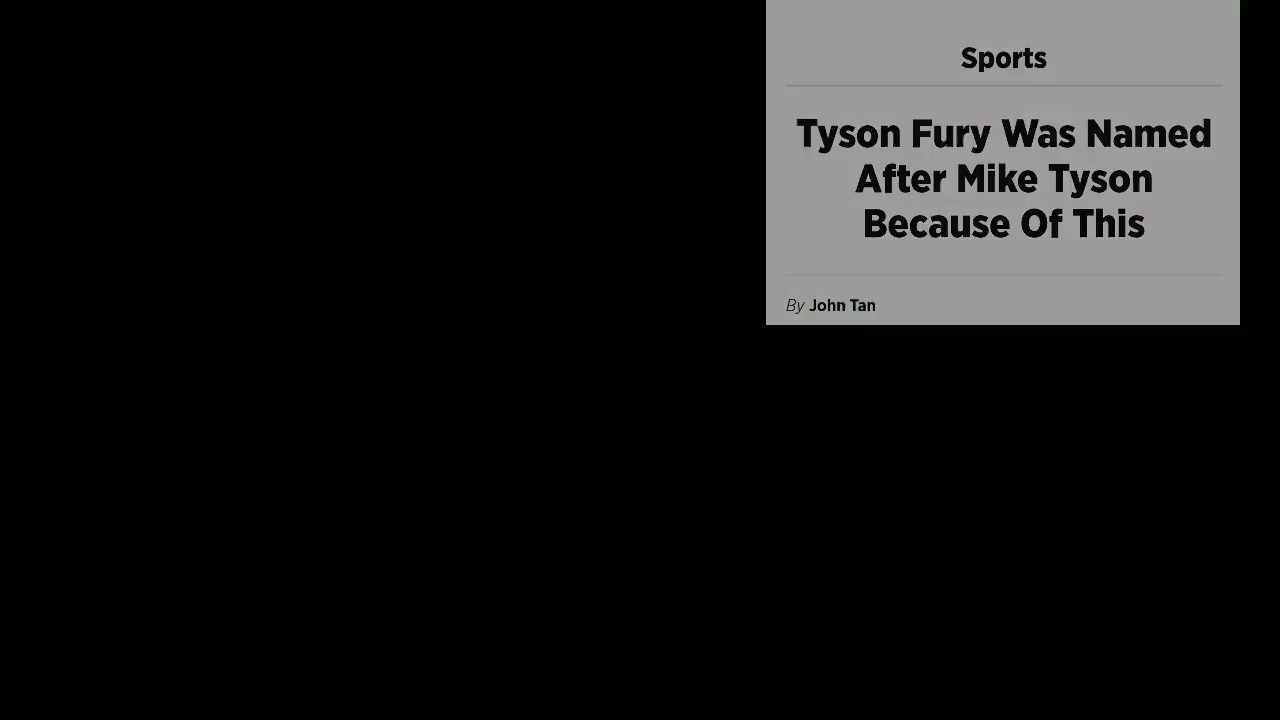 Sports
Tyson Fury Was Named
After Mike Tyson
Because Of This
By John Tan